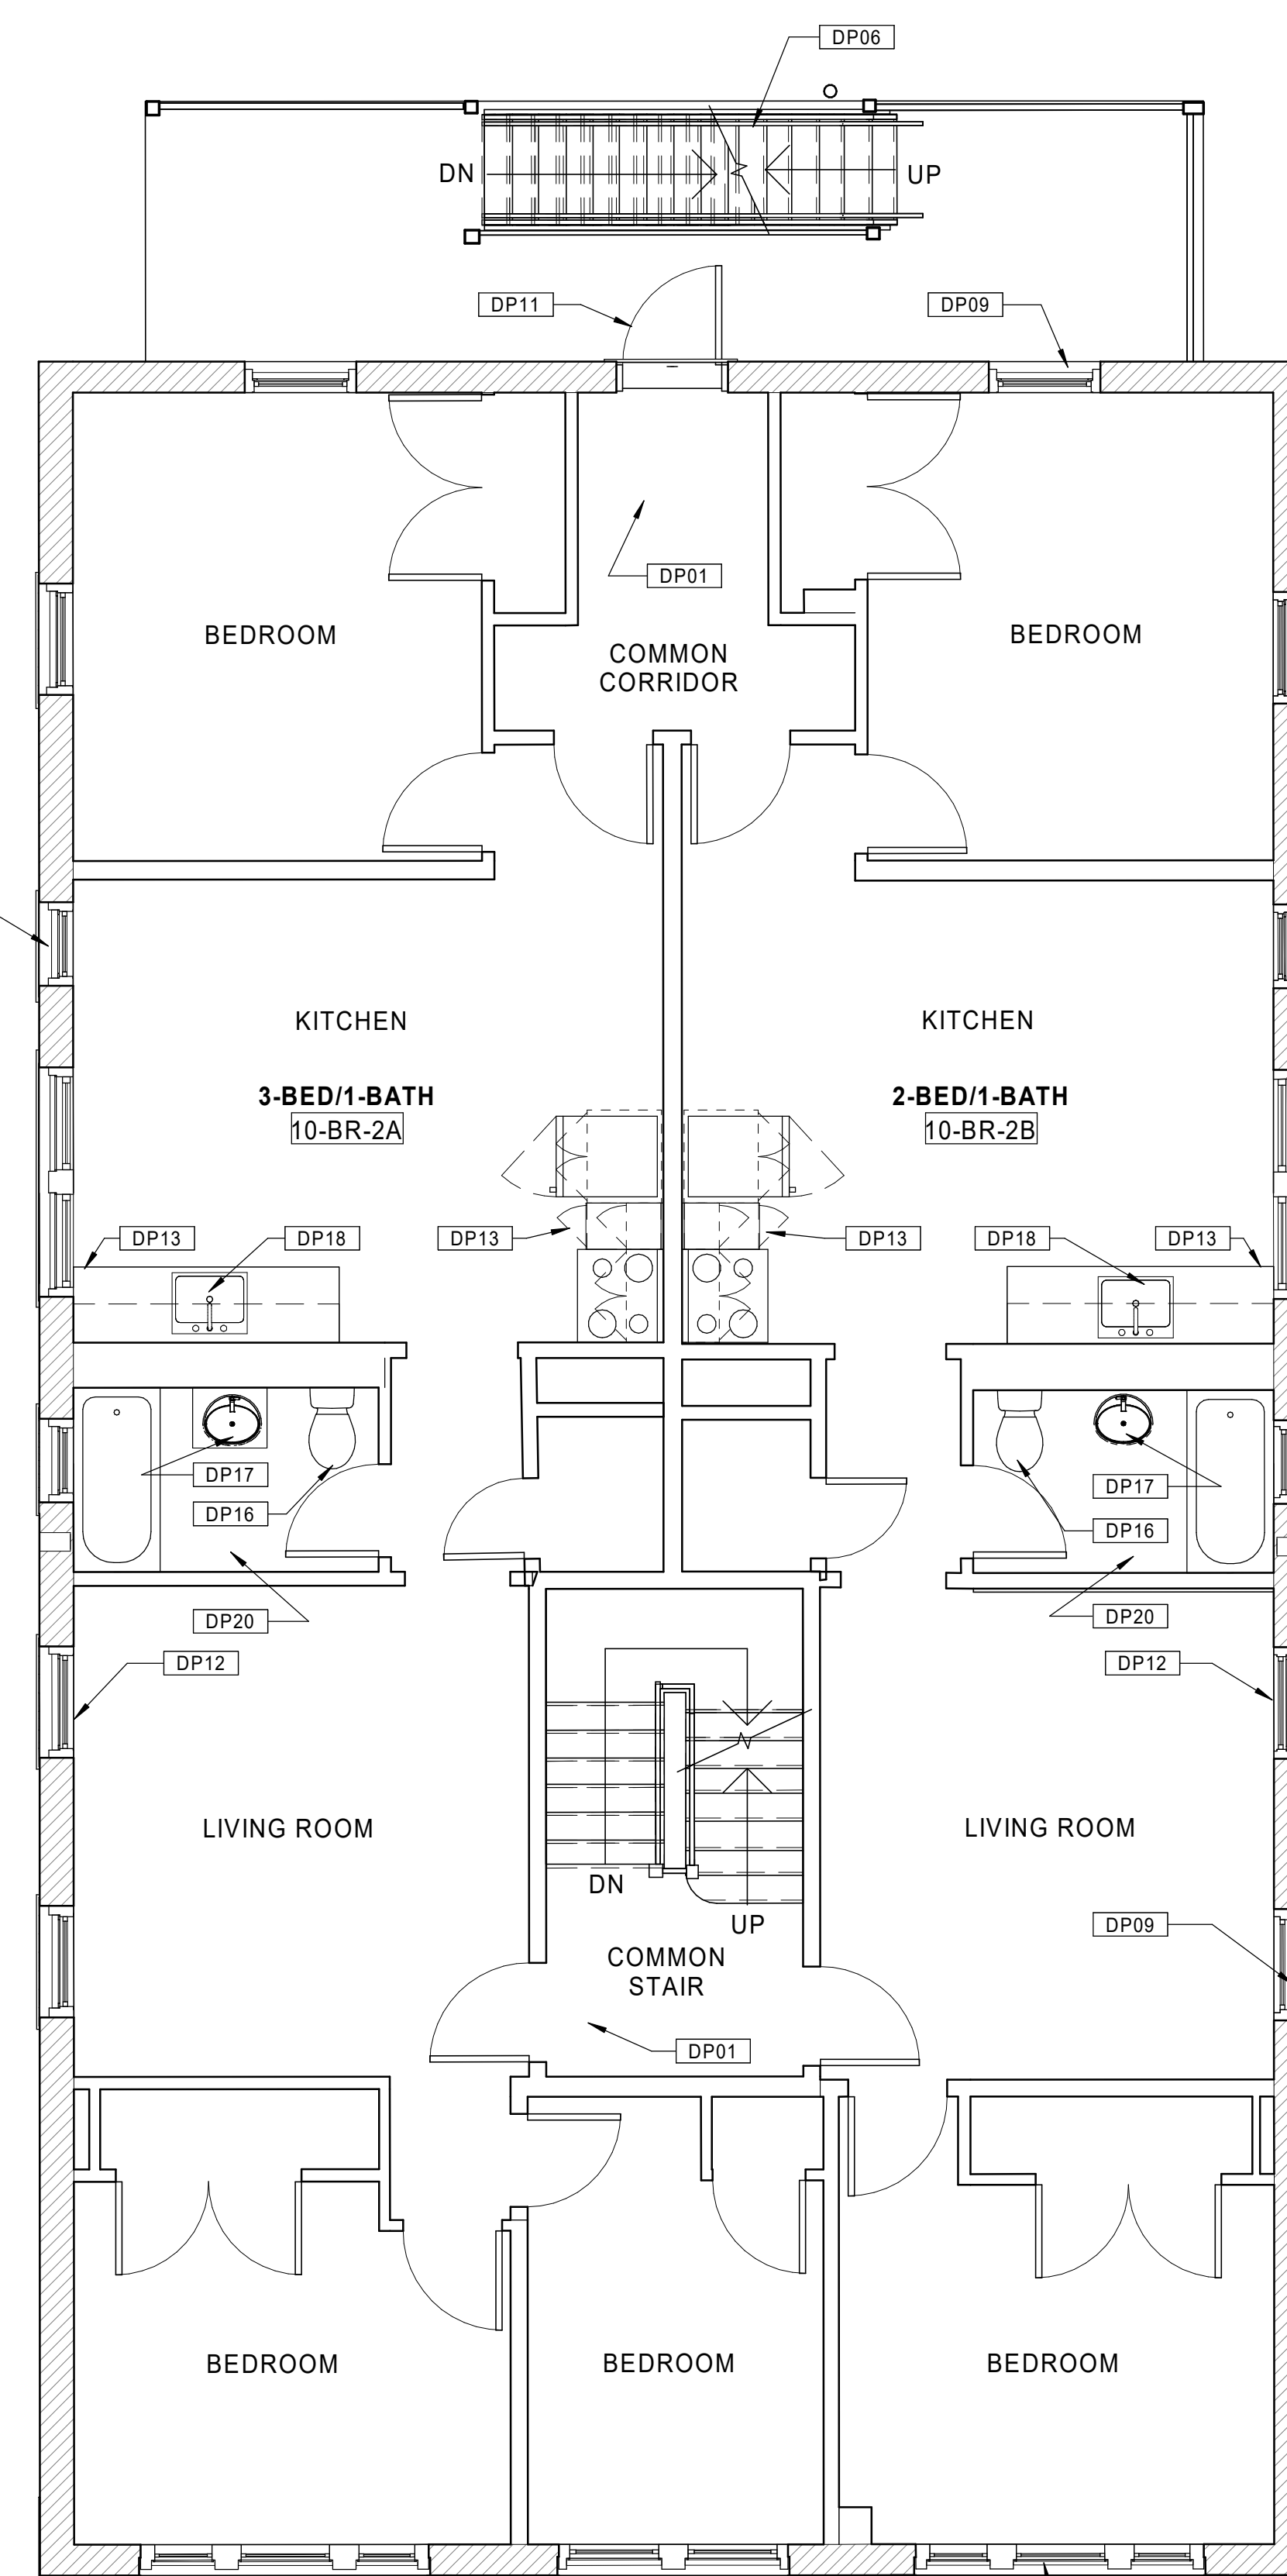 DP06
DN
UP
DP11
DP09
DP01
BEDROOM
BEDROOM
COMMON
CORRIDOR
KITCHEN
KITCHEN
3-BED/1-BATH
10-BR-2A
2-BED/1-BATH
10-BR-2B
DP13
DP18
DP13
DP13
DP18
DP13
DP17
DP16
DP17
DP16
DP20
DP20
DP12
DP12
LIVING ROOM
LIVING ROOM
DN
UP
DP09
COMMON
STAIR
DP01
BEDROOM
BEDROOM
BEDROOM